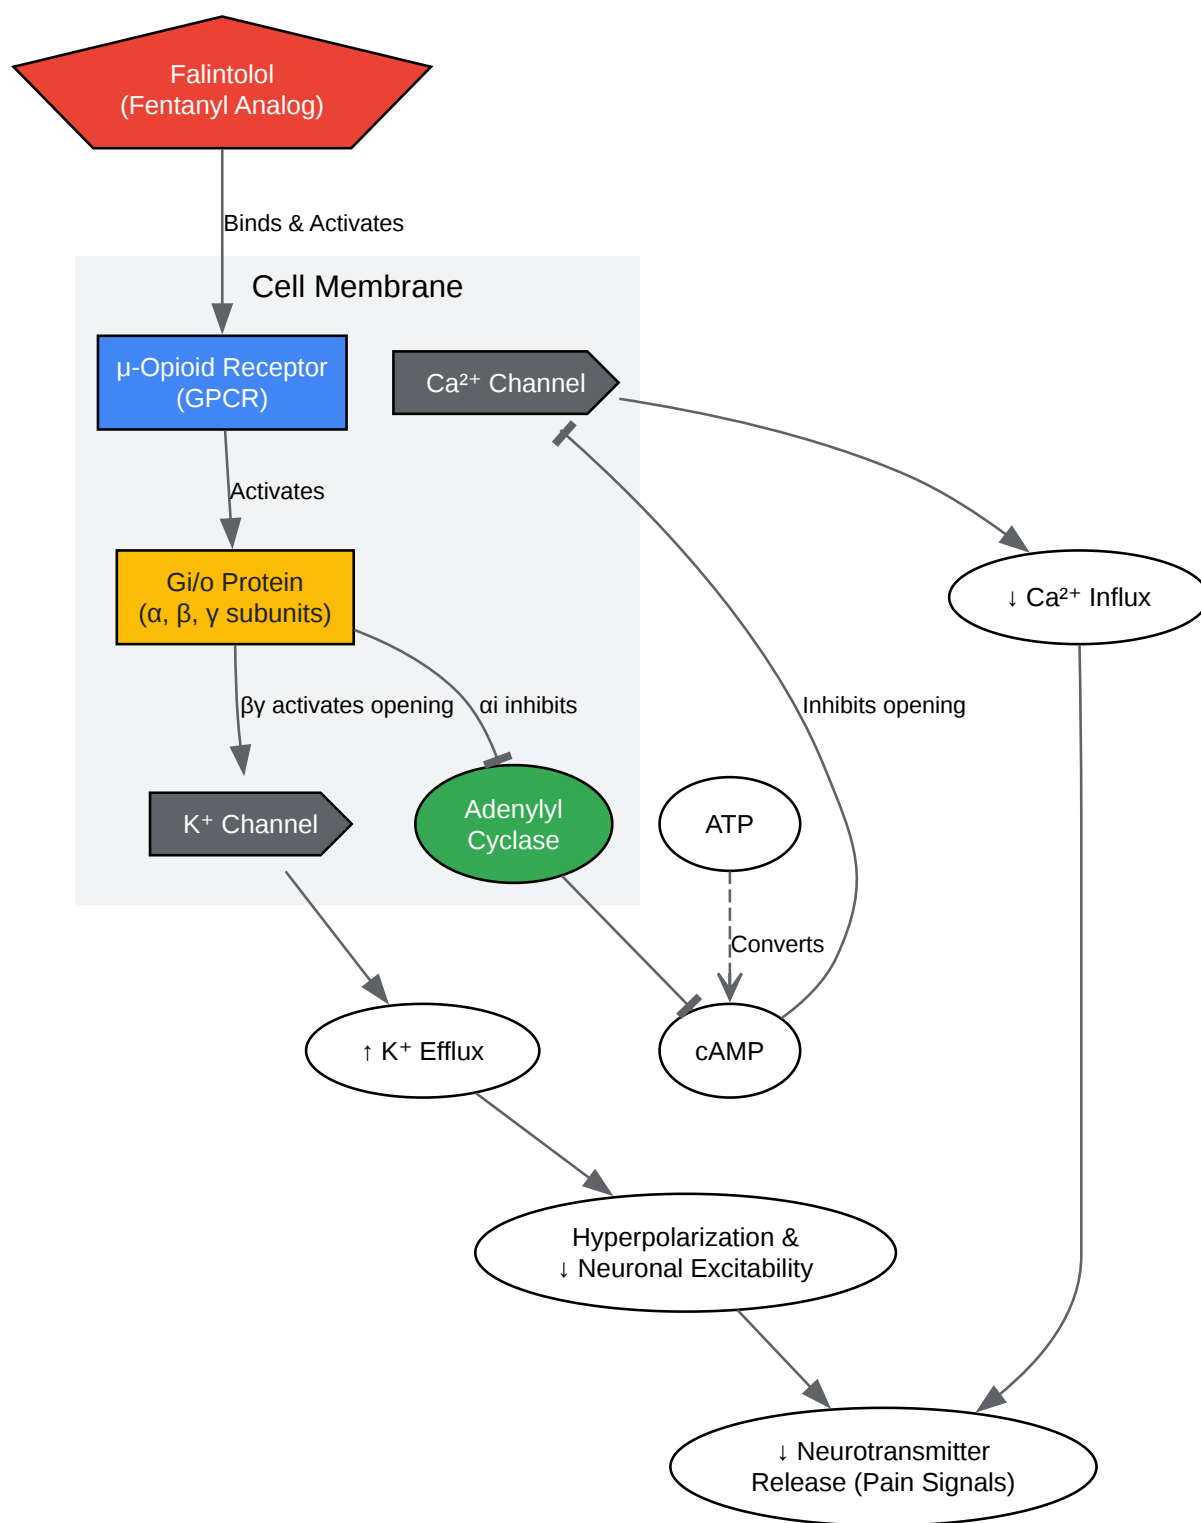 Falintolol
(Fentanyl Analog)
Binds & Activates
Cell Membrane
μ-Opioid Receptor
(GPCR)
Ca²⁺ Channel
Activates
Gi/o Protein
(α, β, γ subunits)
↓ Ca²⁺ Influx
βγ activates opening
αi inhibits
Inhibits opening
K⁺ Channel
Adenylyl
Cyclase
ATP
Converts
↑ K⁺ Efflux
cAMP
Hyperpolarization &
↓ Neuronal Excitability
↓ Neurotransmitter
Release (Pain Signals)